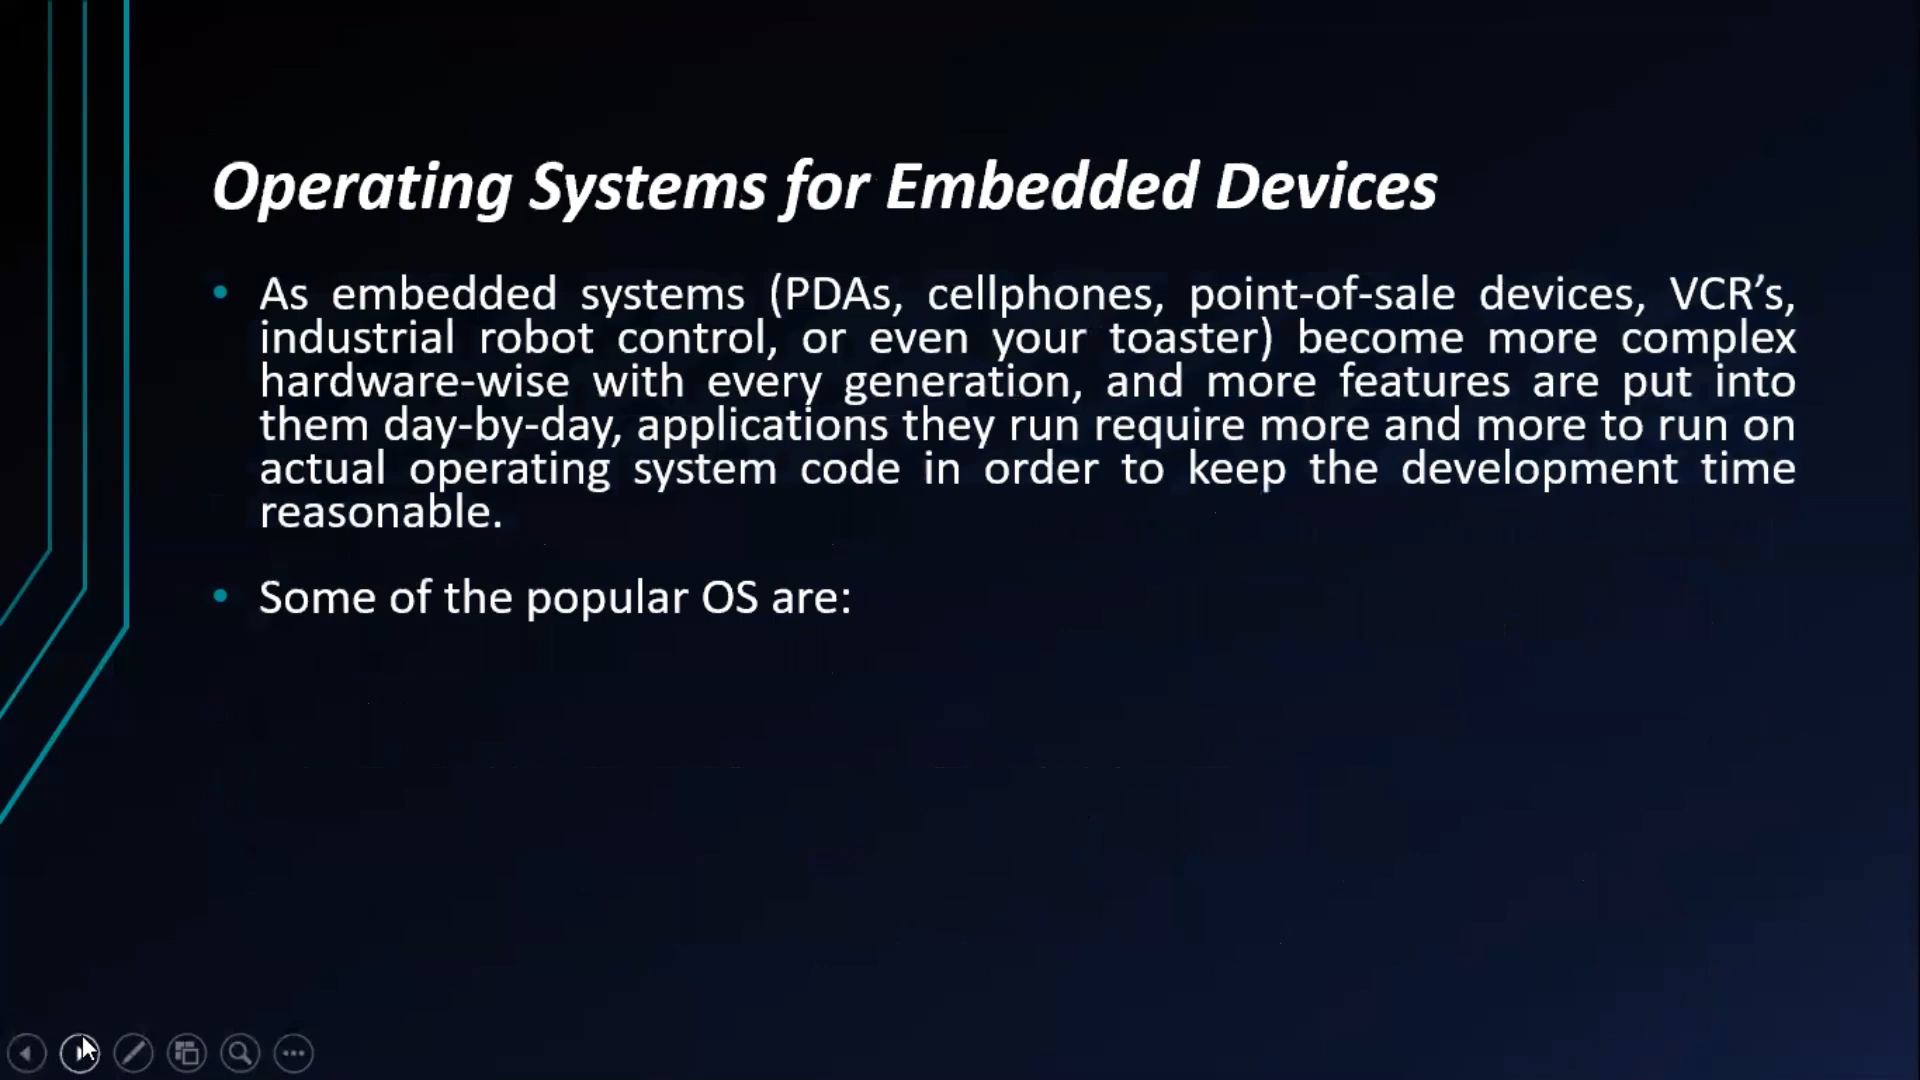 Operating Systems for Embedded Devices
• As embedded systems (PDAs, cellphones, point-of-sale devices, VCR’s,
industrial robot control, or even your toaster) become more complex
hardware-wise with every generation, and more features are put into
them day-by-day, applications they run require more and more to run on
actual operating system code in order to keep the development time
reasonable.
• Some of the popular OS are: